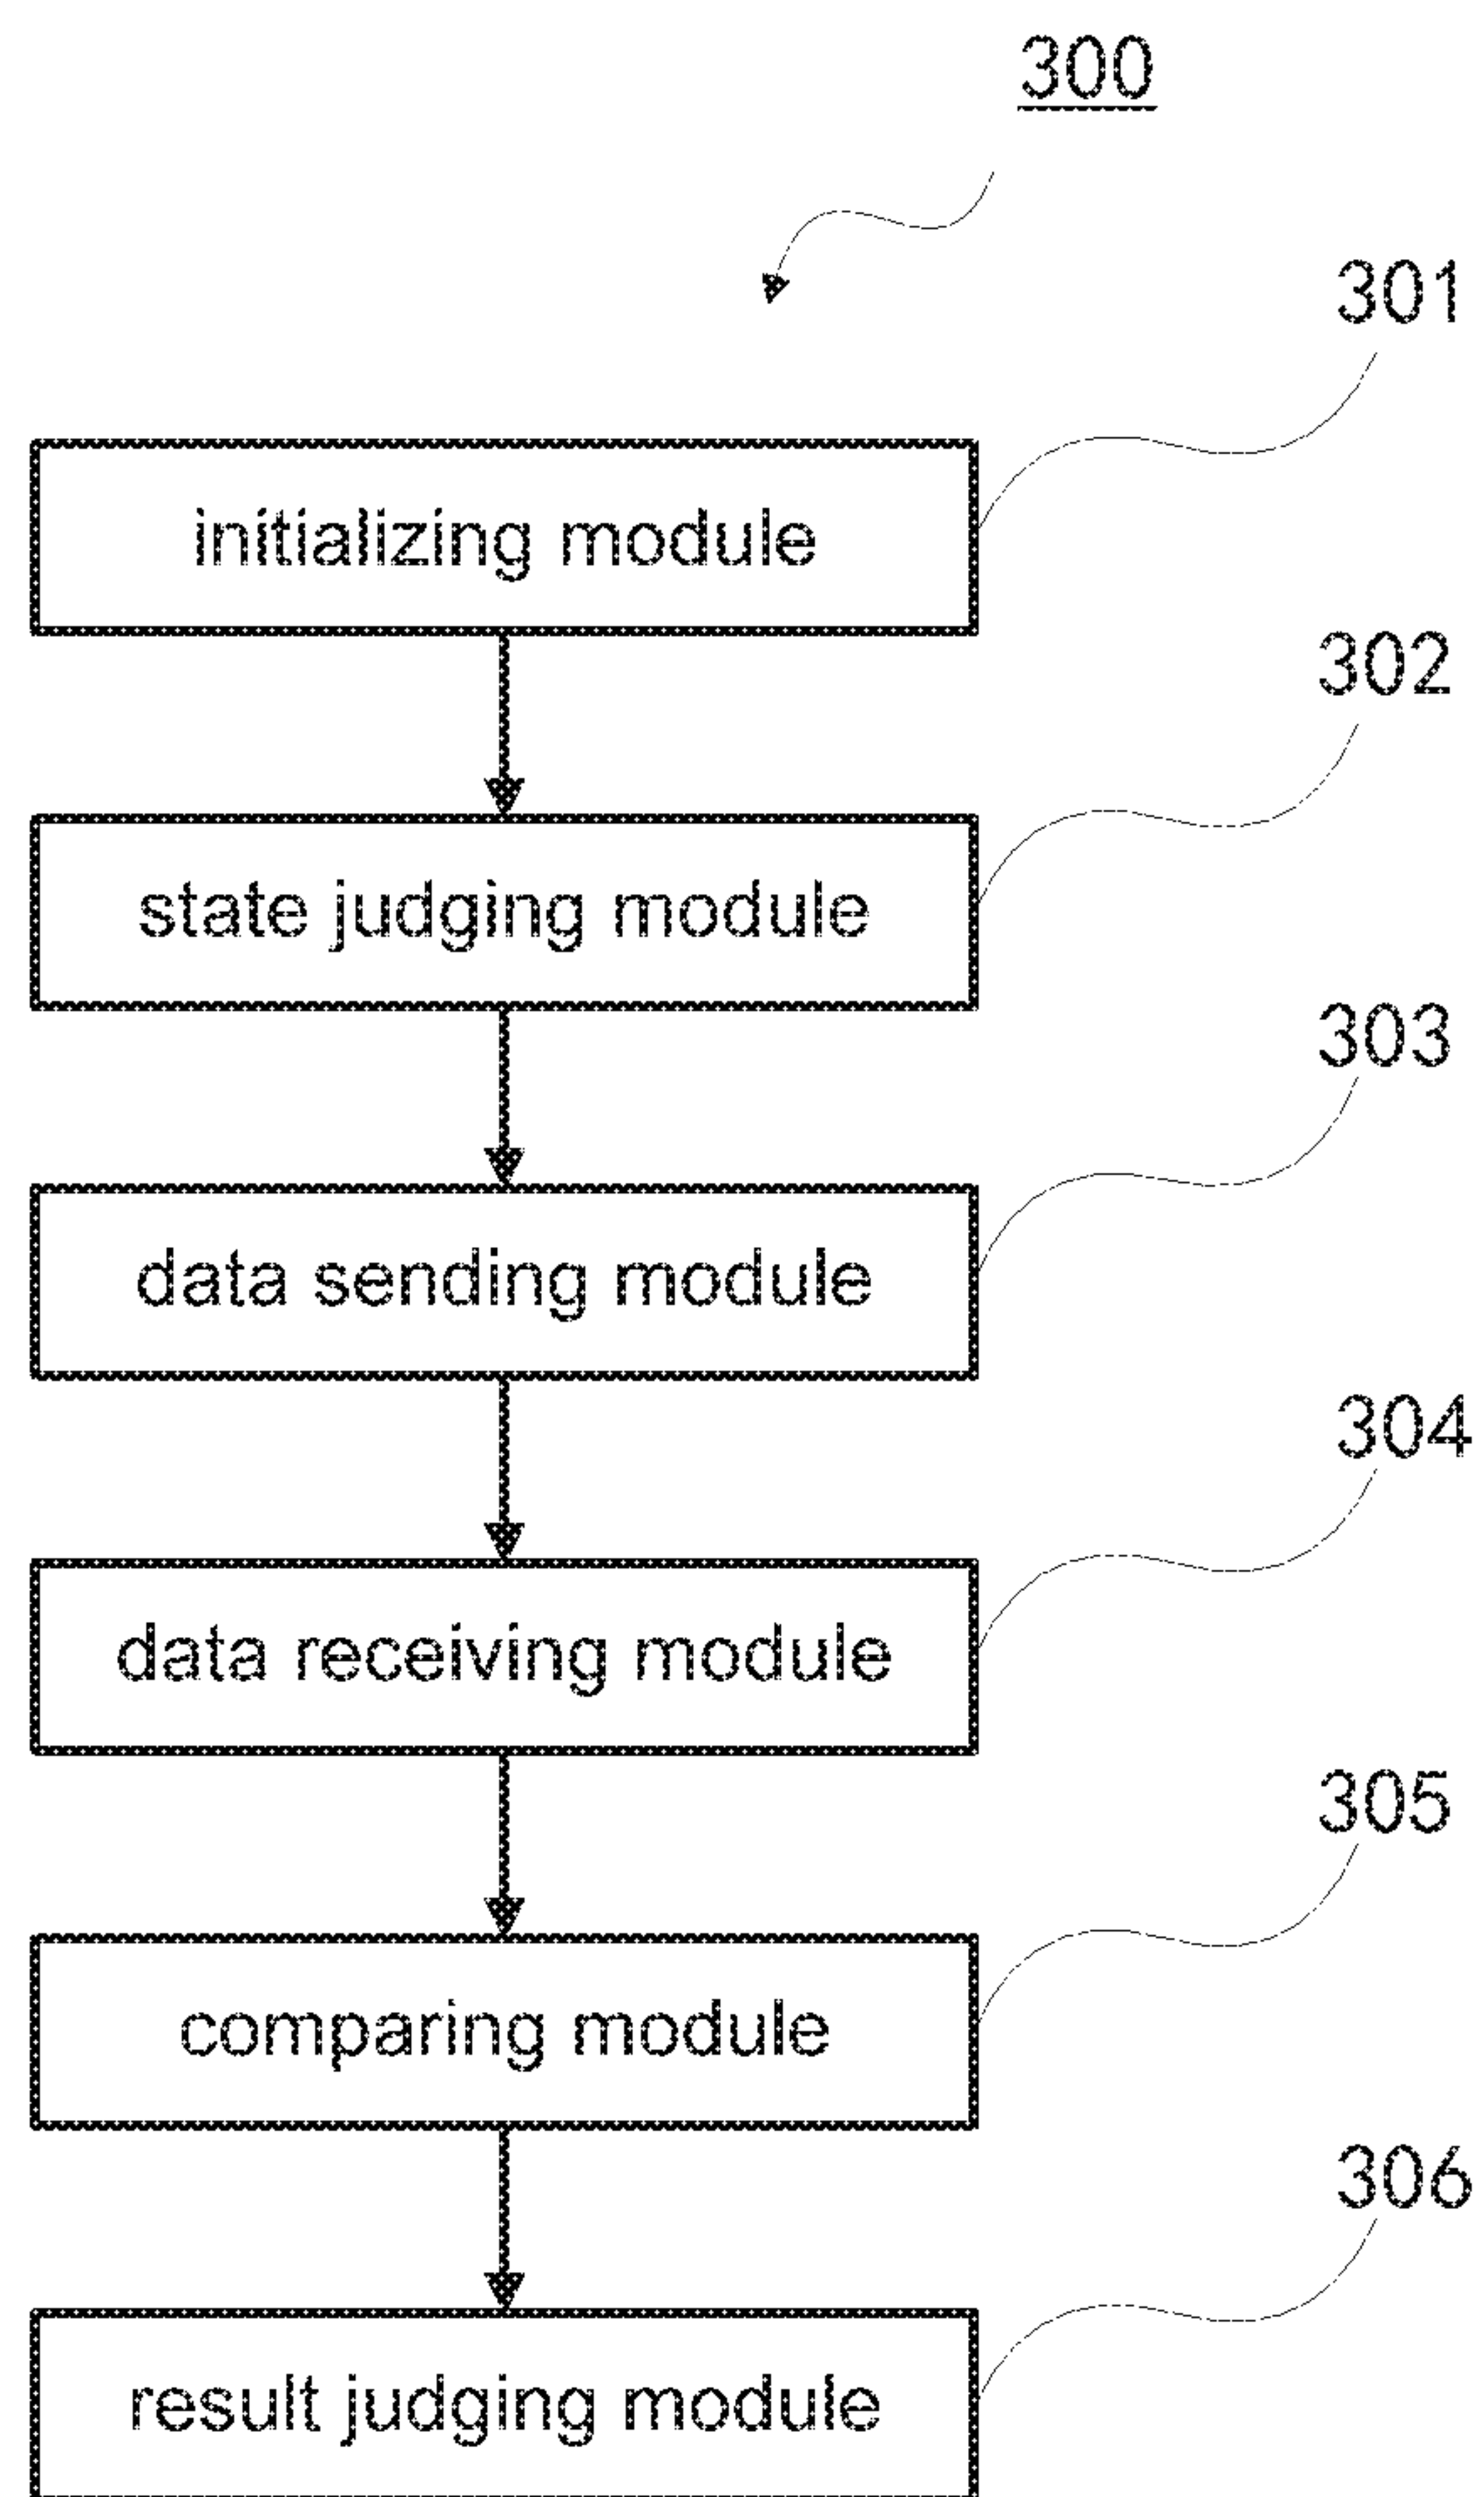 300
301
initializing module
302
state judging module
303
data sending module
304
data receiving module
305
comparing module
306
result judging module